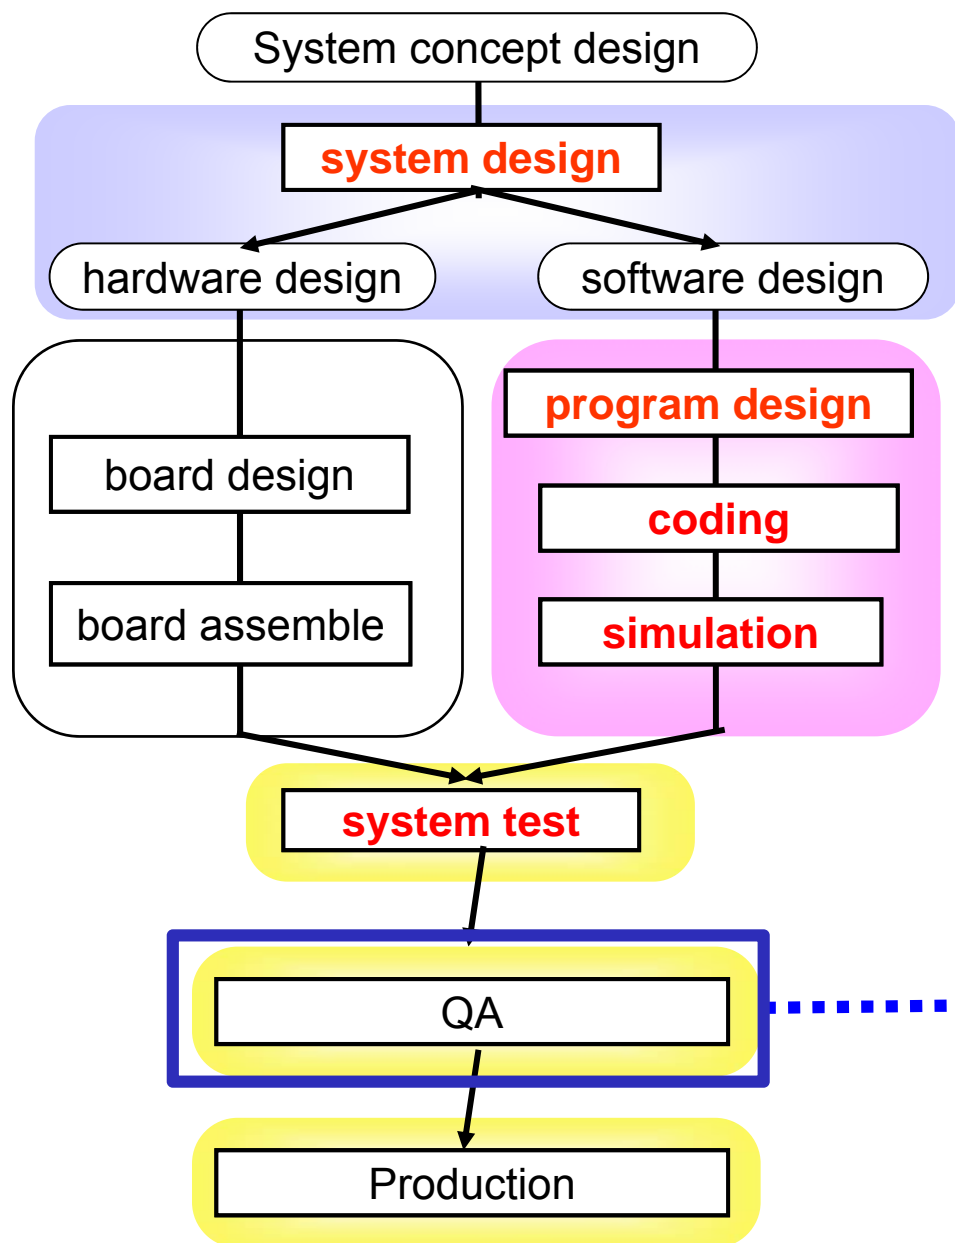 System concept design
system design
hardware design
software design
program design
board design
coding
board assemble
simulation
system test
QA
Production